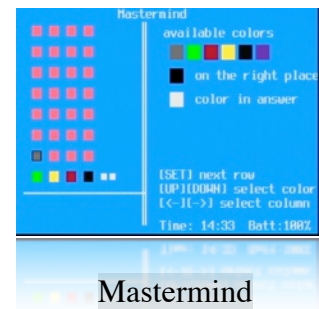 Mastermind
available colors
on the right place
color in answer
[SET] next row
[UP][DOWN] select color
[<-][->] select column
Time: 14:33 Batt:100%
Mastermind